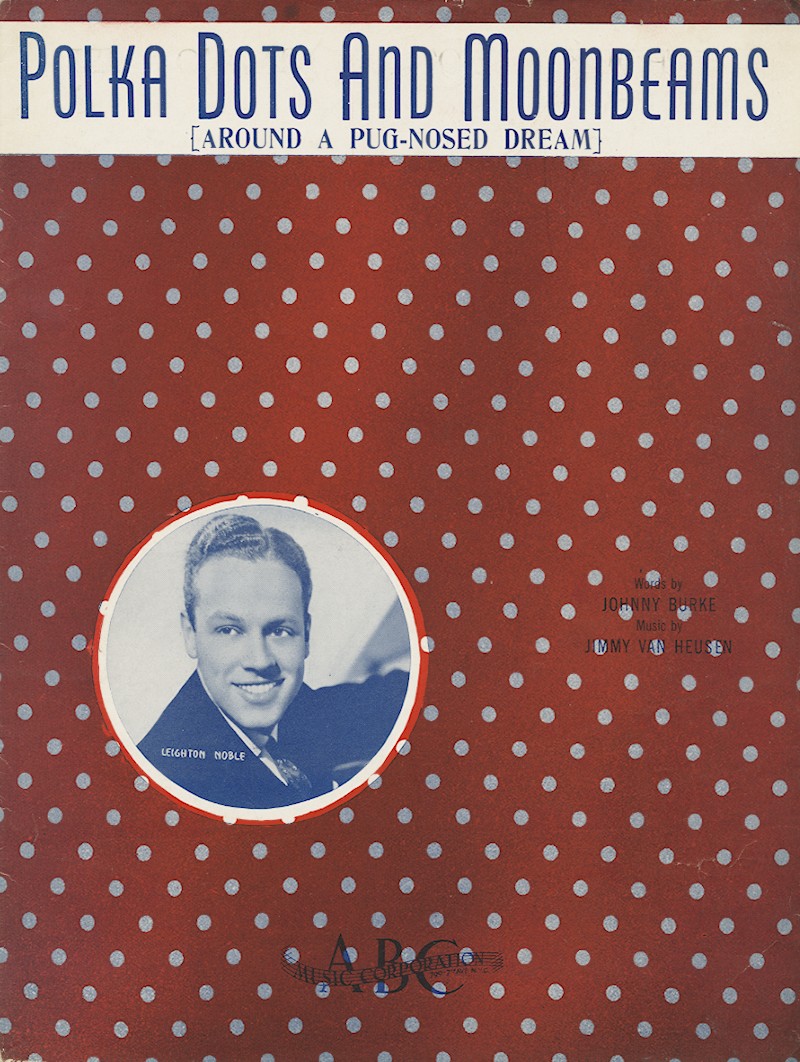 POLKA DOTS AND MOONBEAMS
[AROUND A PUG-NOSED DREAM]
Words by
JOHNNY BURKE
Music by
JIMMY VAN HEUSEN
LEIGHTON NOBLE
ABC
MUSIC CORPORATION